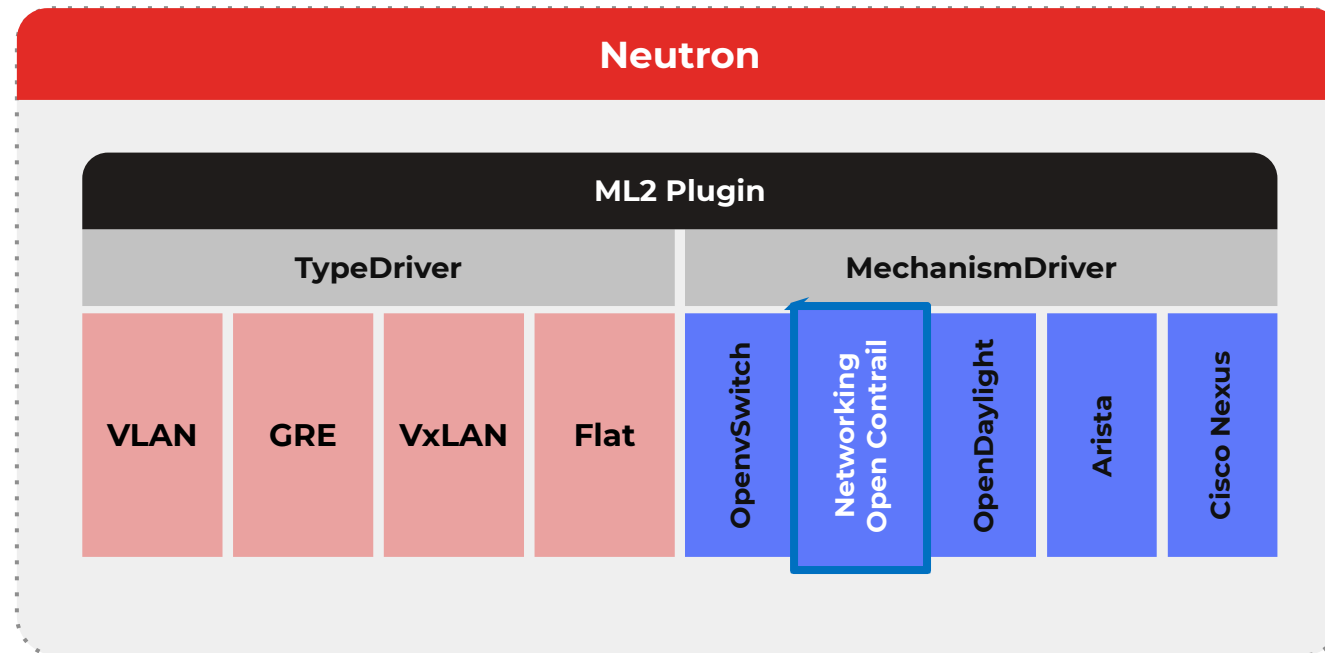 Neutron
ML2 Plugin
TypeDriver
MechanismDriver
VLAN
GRE
VxLAN
Flat
OpenvSwitch
Networking
Open Contrail
OpenDaylight
Arista
Cisco Nexus